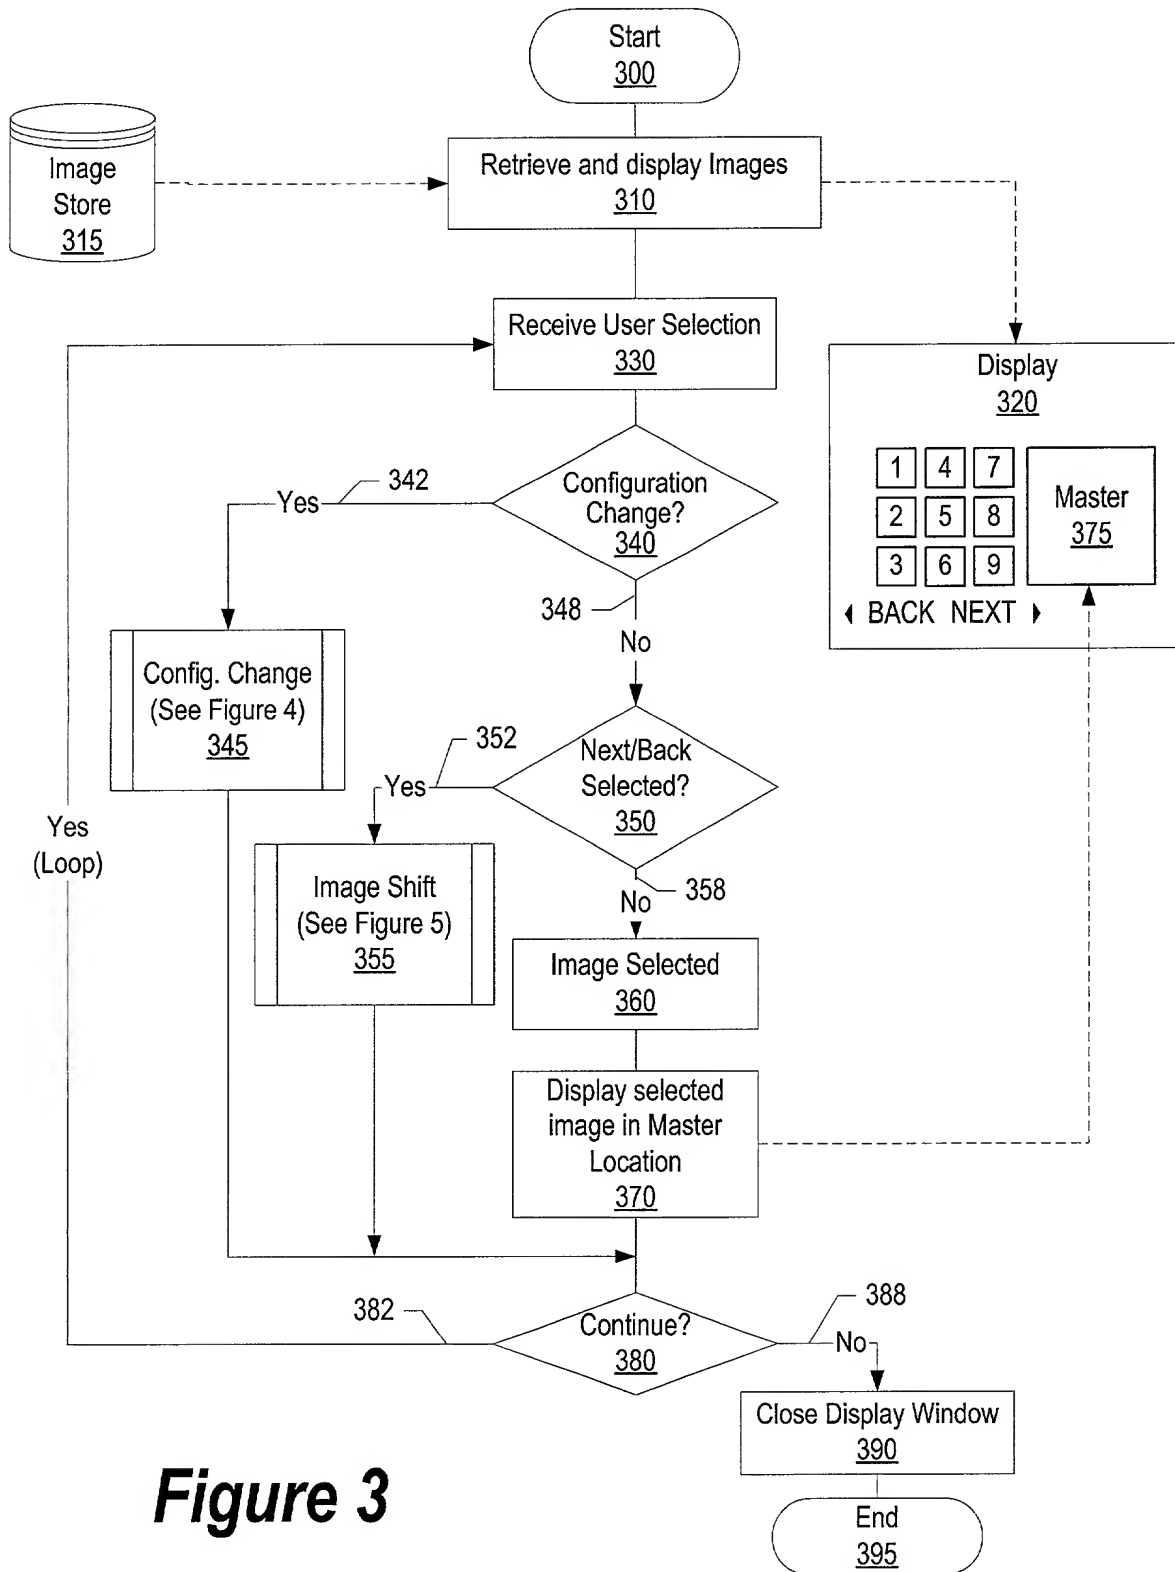 Start
300
Image
Store
315
Retrieve and display Images
310
Receive User Selection
330
Display
320
1 4 7
2 5 8
3 6 9
Master
375
BACK NEXT
Configuration
Change?
340
342
Yes
348
No
Config. Change
(See Figure 4)
345
Next/Back
Selected?
350
352
Yes
358
No
Yes
(Loop)
Image Shift
(See Figure 5)
355
Image Selected
360
Display selected
image in Master
Location
370
Continue?
380
382
388
No
Close Display Window
390
End
395
Figure 3